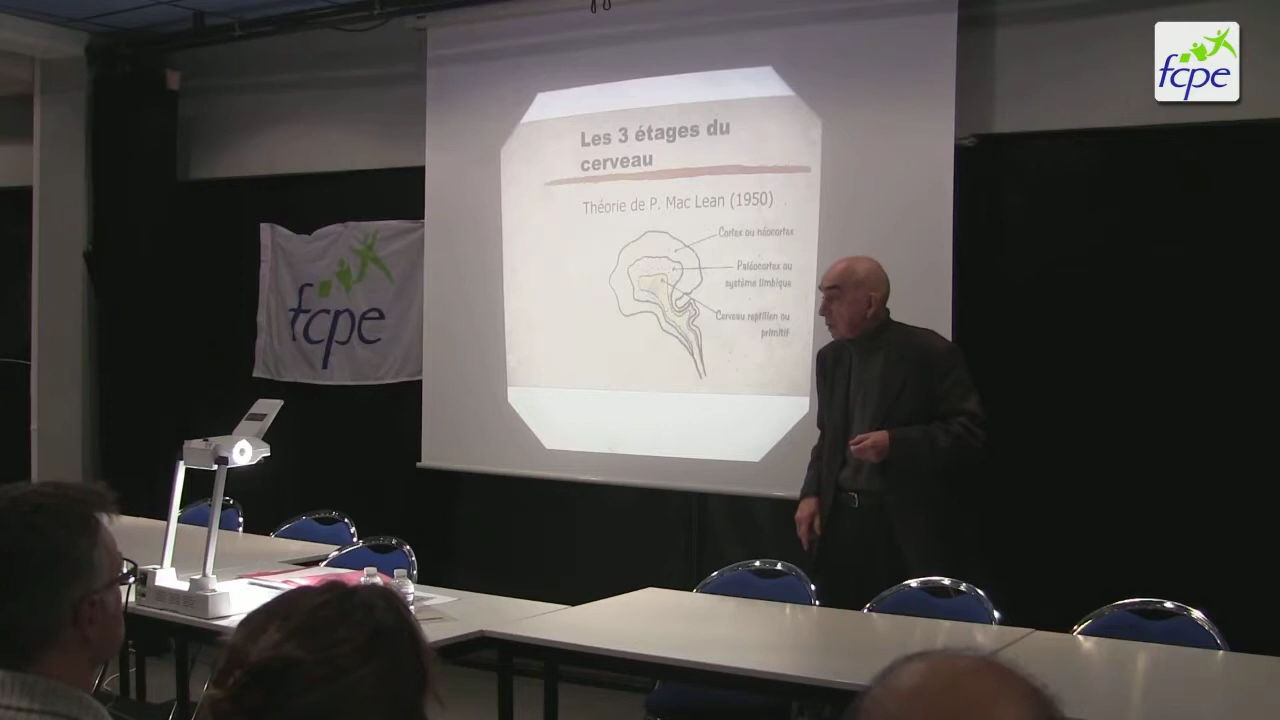 fcpe
Les 3 étages du
cerveau
Théorie de P. Mac Lean (1950)
Cortex ou néocortex
Paléocortex ou
système limbique
Cerveau reptilien ou
primitif
fcpe